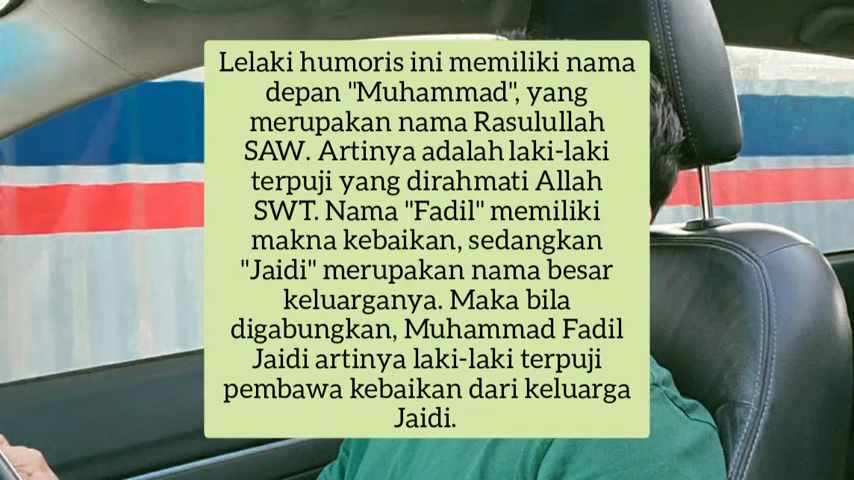 Lelaki humoris ini memiliki nama
depan "Muhammad", yang
merupakan nama Rasulullah
SAW. Artinya adalah laki-laki
terpuji yang dirahmati Allah
SWT. Nama "Fadil" memiliki
makna kebaikan, sedangkan
"Jaidi" merupakan nama besar
keluarganya. Maka bila
digabungkan, Muhammad Fadil
Jaidi artinya laki-laki terpuji
pembawa kebaikan dari keluarga
Jaidi.